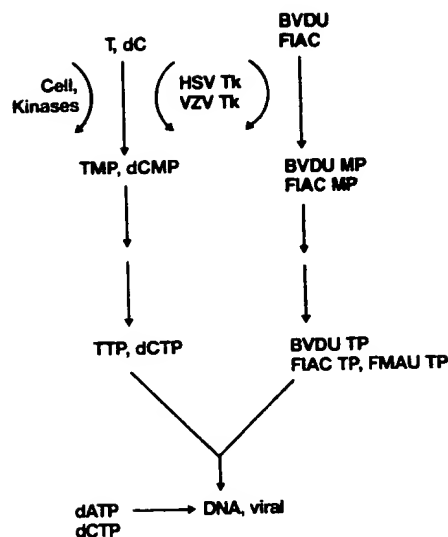 T, dC
BVDU
FIAC
Cell,
Kinases
HSV Tk
VZV Tk
TMP, dCMP
BVDU MP
FIAC MP
TTP, dCTP
BVDU TP
FIAC TP, FMAU TP
dATP
dCTP
DNA, viral